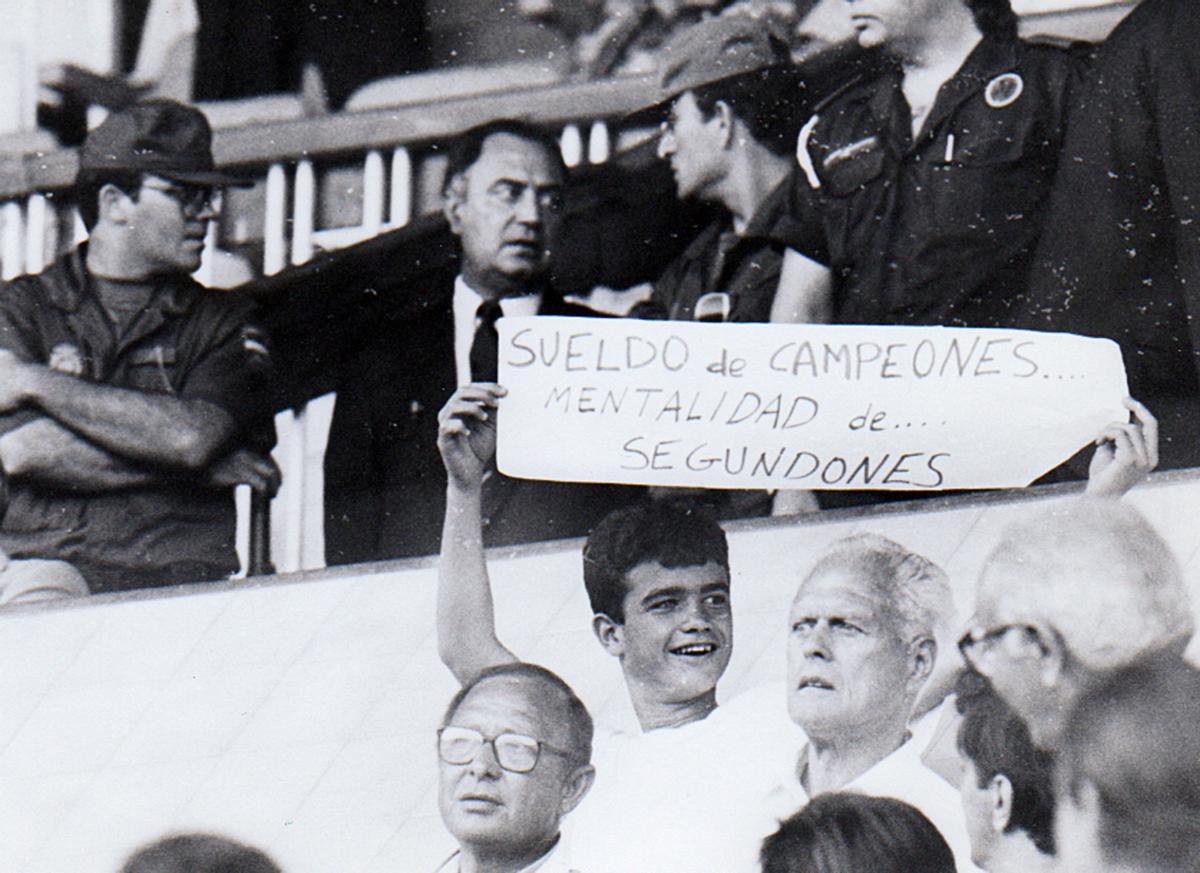 SUELDO de CAMPEONES....
MENTALIDAD de....
SEGUNDONES